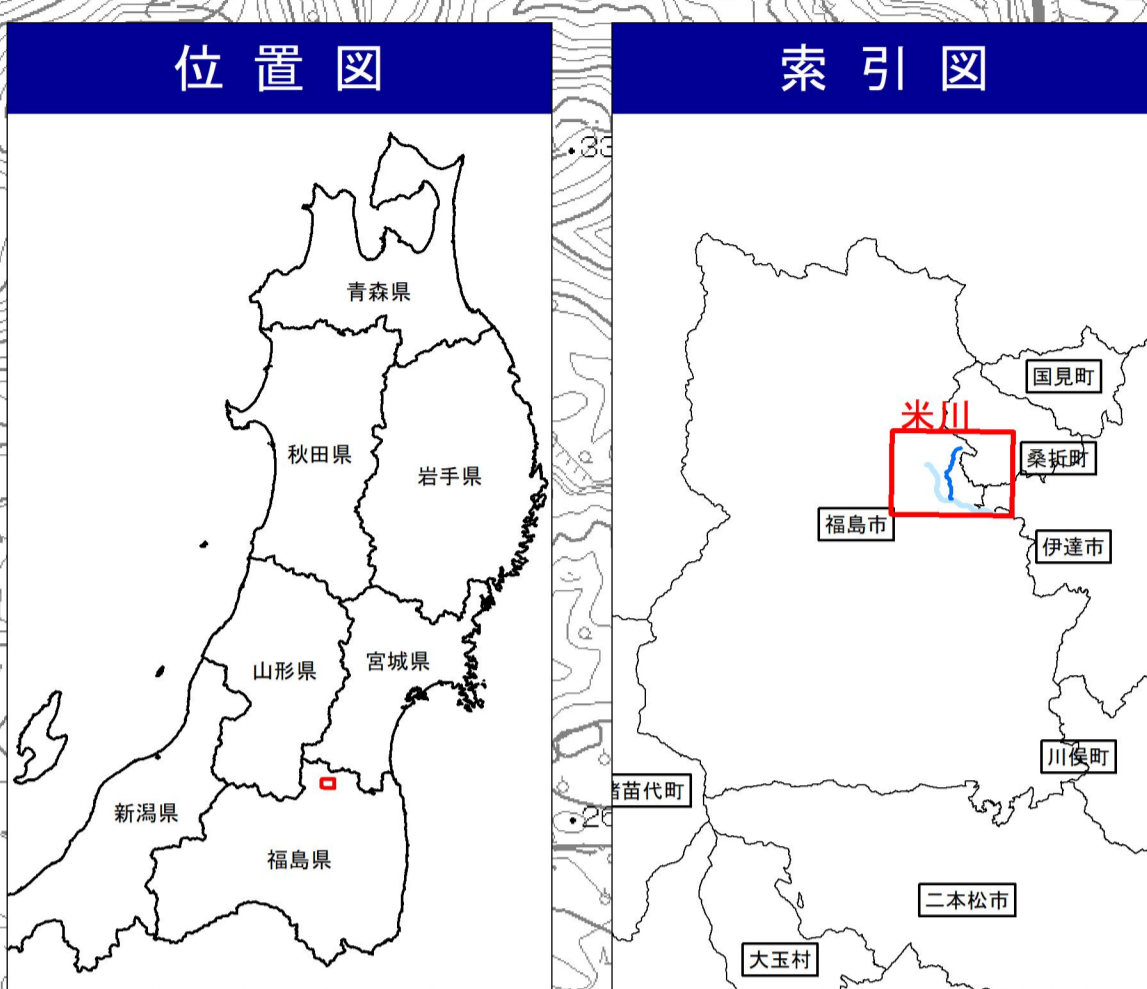 位置図
青森県
秋田県
岩手県
山形県
宮城県
新潟県
福島県
索引図
国見町
米川
桑折町
福島市
伊達市
川俣町
苗代町
二本松市
大玉村